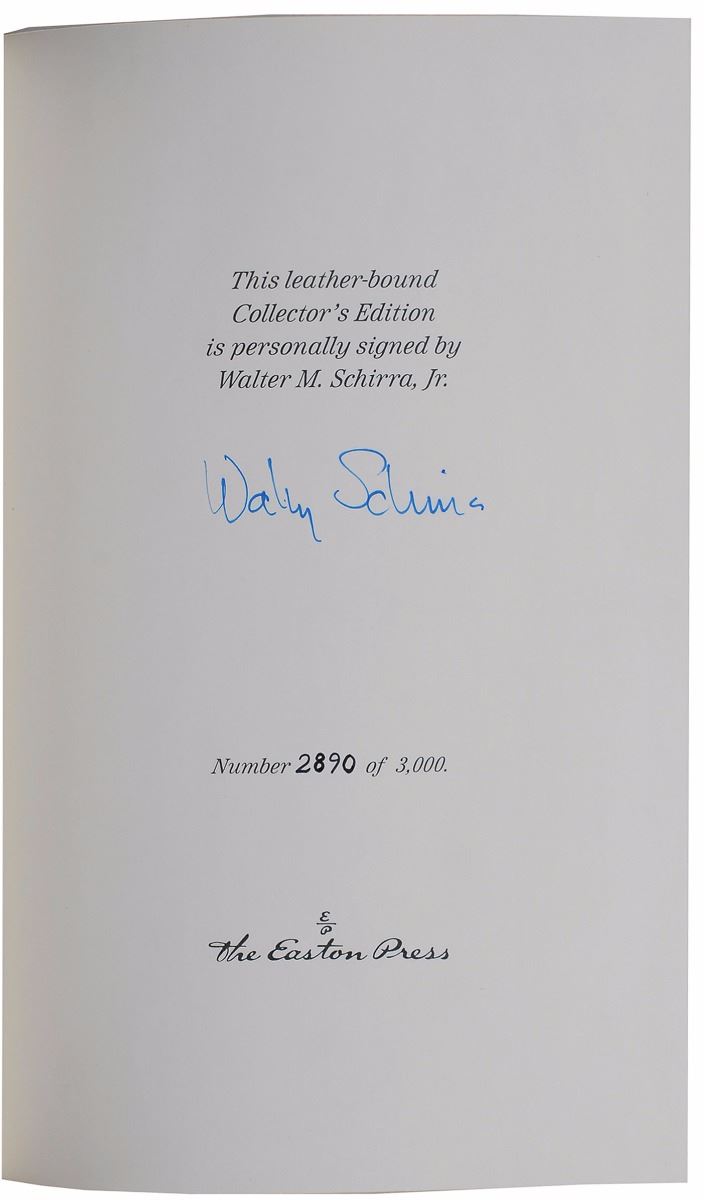 This leather-bound
Collector's Edition
is personally signed by
Walter M. Schirra, Jr.
Wally Schirra
Number 2890 of 3,000.
E
P
The Easton Press